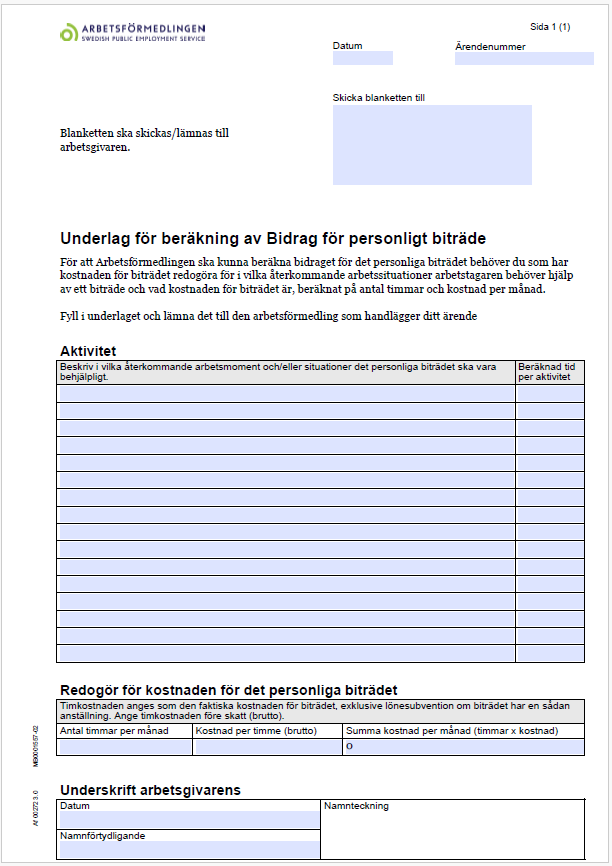 ARBETSFÖRMEDLINGEN
SWEDISH PUBLIC EMPLOYMENT SERVICE
Sida 1 (1)
Datum
Ärendenummer
Skicka blanketten till
Blanketten ska skickas/lämnas till
arbetsgivaren.
Underlag för beräkning av Bidrag för personligt biträde
För att Arbetsförmedlingen ska kunna beräkna bidraget för det personliga biträdet behöver du som har
kostnaden för biträdet redogöra för i vilka återkommande arbetssituationer arbetstagaren behöver hjälp
av ett biträde och vad kostnaden för biträdet är, beräknat på antal timmar och kostnad per månad.
Fyll i underlaget och lämna det till den arbetsförmedling som handlägger ditt ärende
Aktivitet
Beskriv i vilka återkommande arbetsmoment och/eller situationer det personliga biträdet ska vara
behjälpligt.
Beräknad tid
per aktivitet
Redogör för kostnaden för det personliga biträdet
Timkostnaden anges som den faktiska kostnaden för biträdet, exklusive lönesubvention om biträdet har en sådan
anställning. Ange timkostnaden före skatt (brutto).
Antal timmar per månad
Kostnad per timme (brutto)
Summa kostnad per månad (timmar x kostnad)
0
Underskrift arbetsgivarens
Datum
Namnteckning
Namnförtydligande
MB0001557-02
Af 00272 3.0